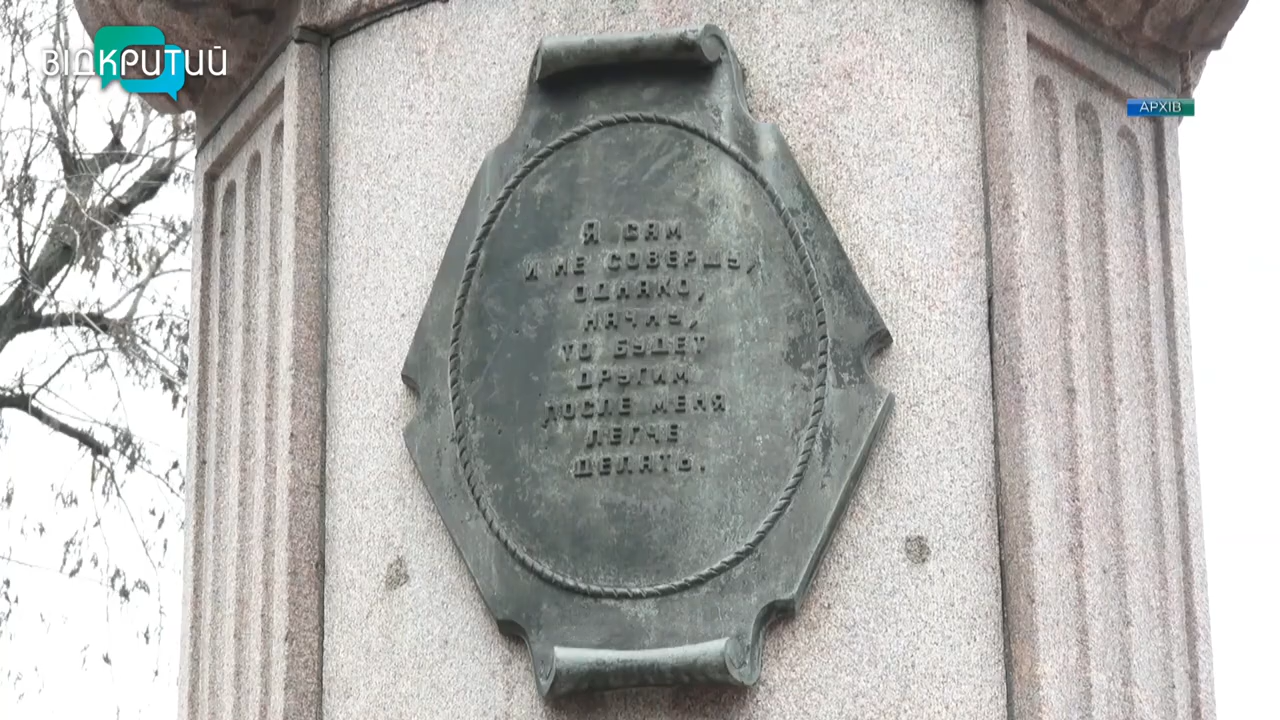 ВІДКРИТИЙ
АРХІВ
Я САМ
И НЕ СОВЕРШУ,
ОДНАКО,
НАЧНУ,
ТО БУДЕТ
ДРУГИМ
ПОСЛЕ МЕНЯ
ЛЕГЧЕ
ДЕЛАТЬ.